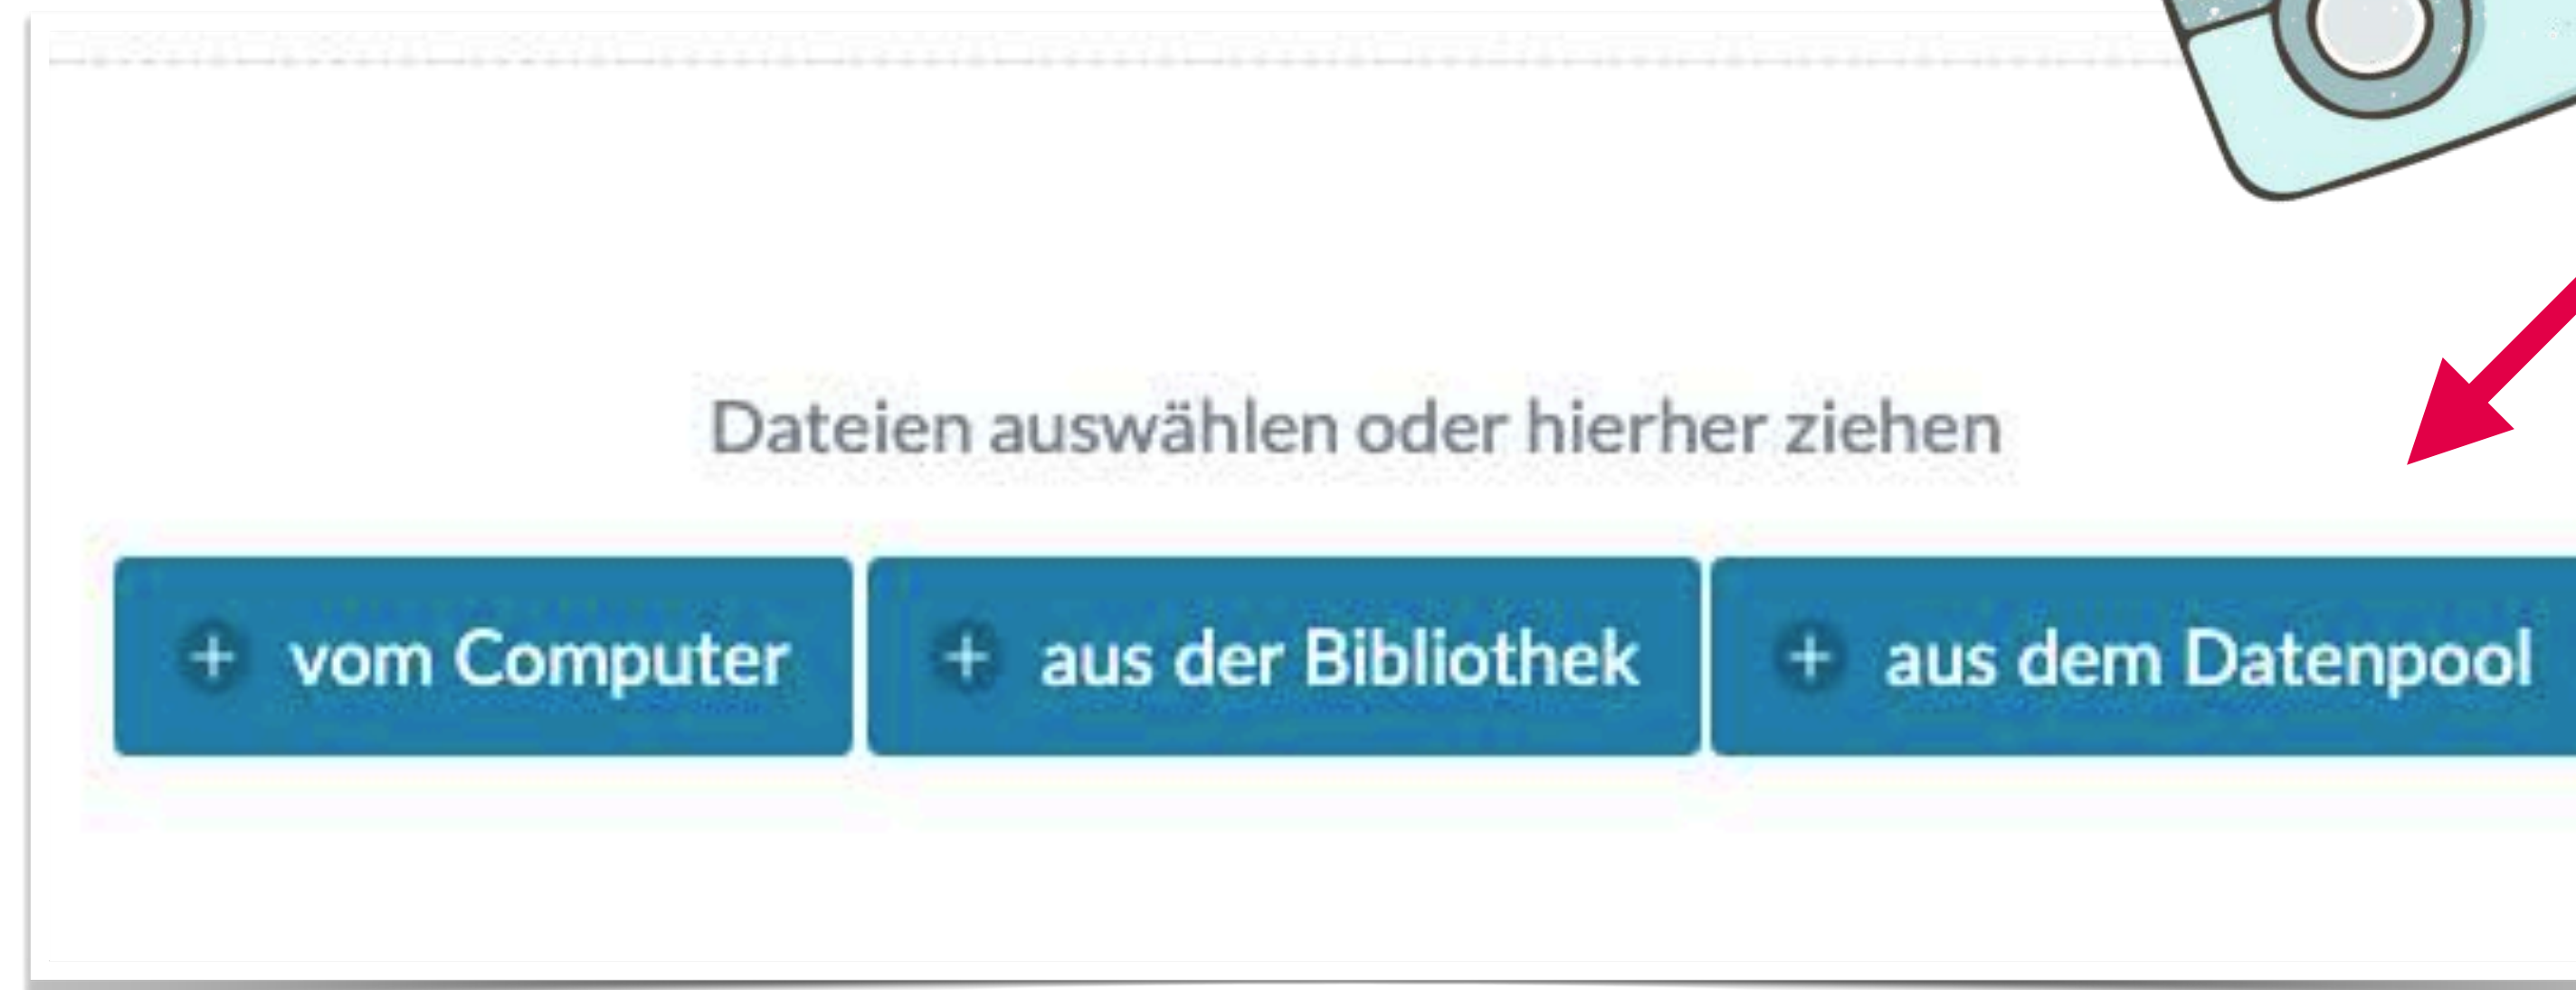 Dateien auswählen oder hierher ziehen
+ vom Computer + aus der Bibliothek + aus dem Datenpool